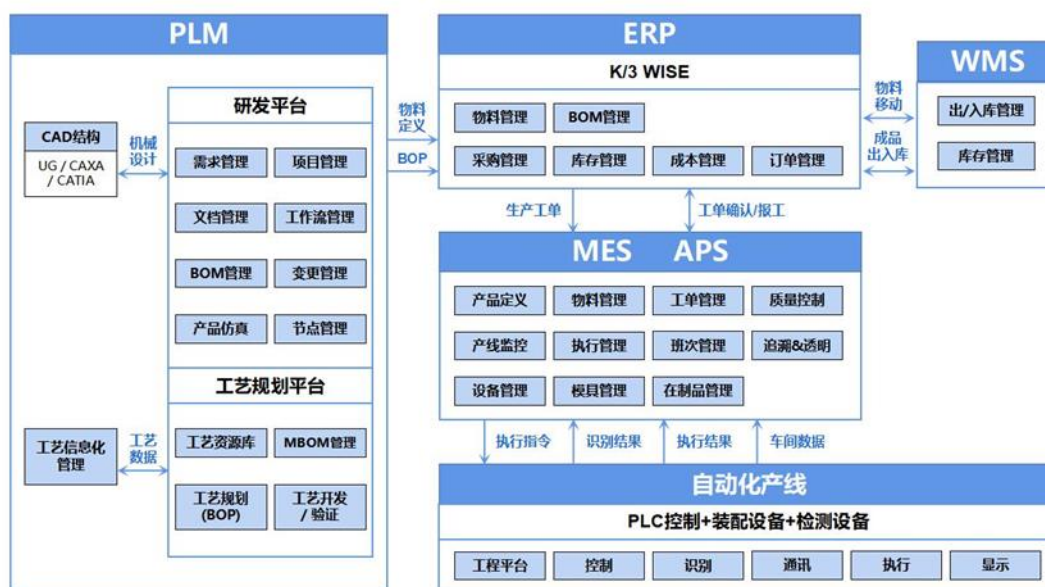 PLM
CAD结构
UG / CAXA
/ CATIA
机械
设计
研发平台
需求管理
项目管理
文档管理
工作流管理
BOM管理
变更管理
产品仿真
节点管理
工艺规划平台
工艺信息化
管理
工艺
数据
工艺资源库
MBOM管理
工艺规划
(BOP)
工艺开发
/ 验证
物料
定义
BOP
ERP
K/3 WISE
物料管理
BOM管理
采购管理
库存管理
成本管理
订单管理
物料
移动
成品
出入库
WMS
出/入库管理
库存管理
生产工单
工单确认/报工
MES APS
产品定义
物料管理
工单管理
质量控制
产线监控
执行管理
班次管理
追溯&透明
设备管理
模具管理
在制品管理
执行指令
识别结果
执行结果
车间数据
自动化产线
PLC控制+装配设备+检测设备
工程平台
控制
识别
通讯
执行
显示